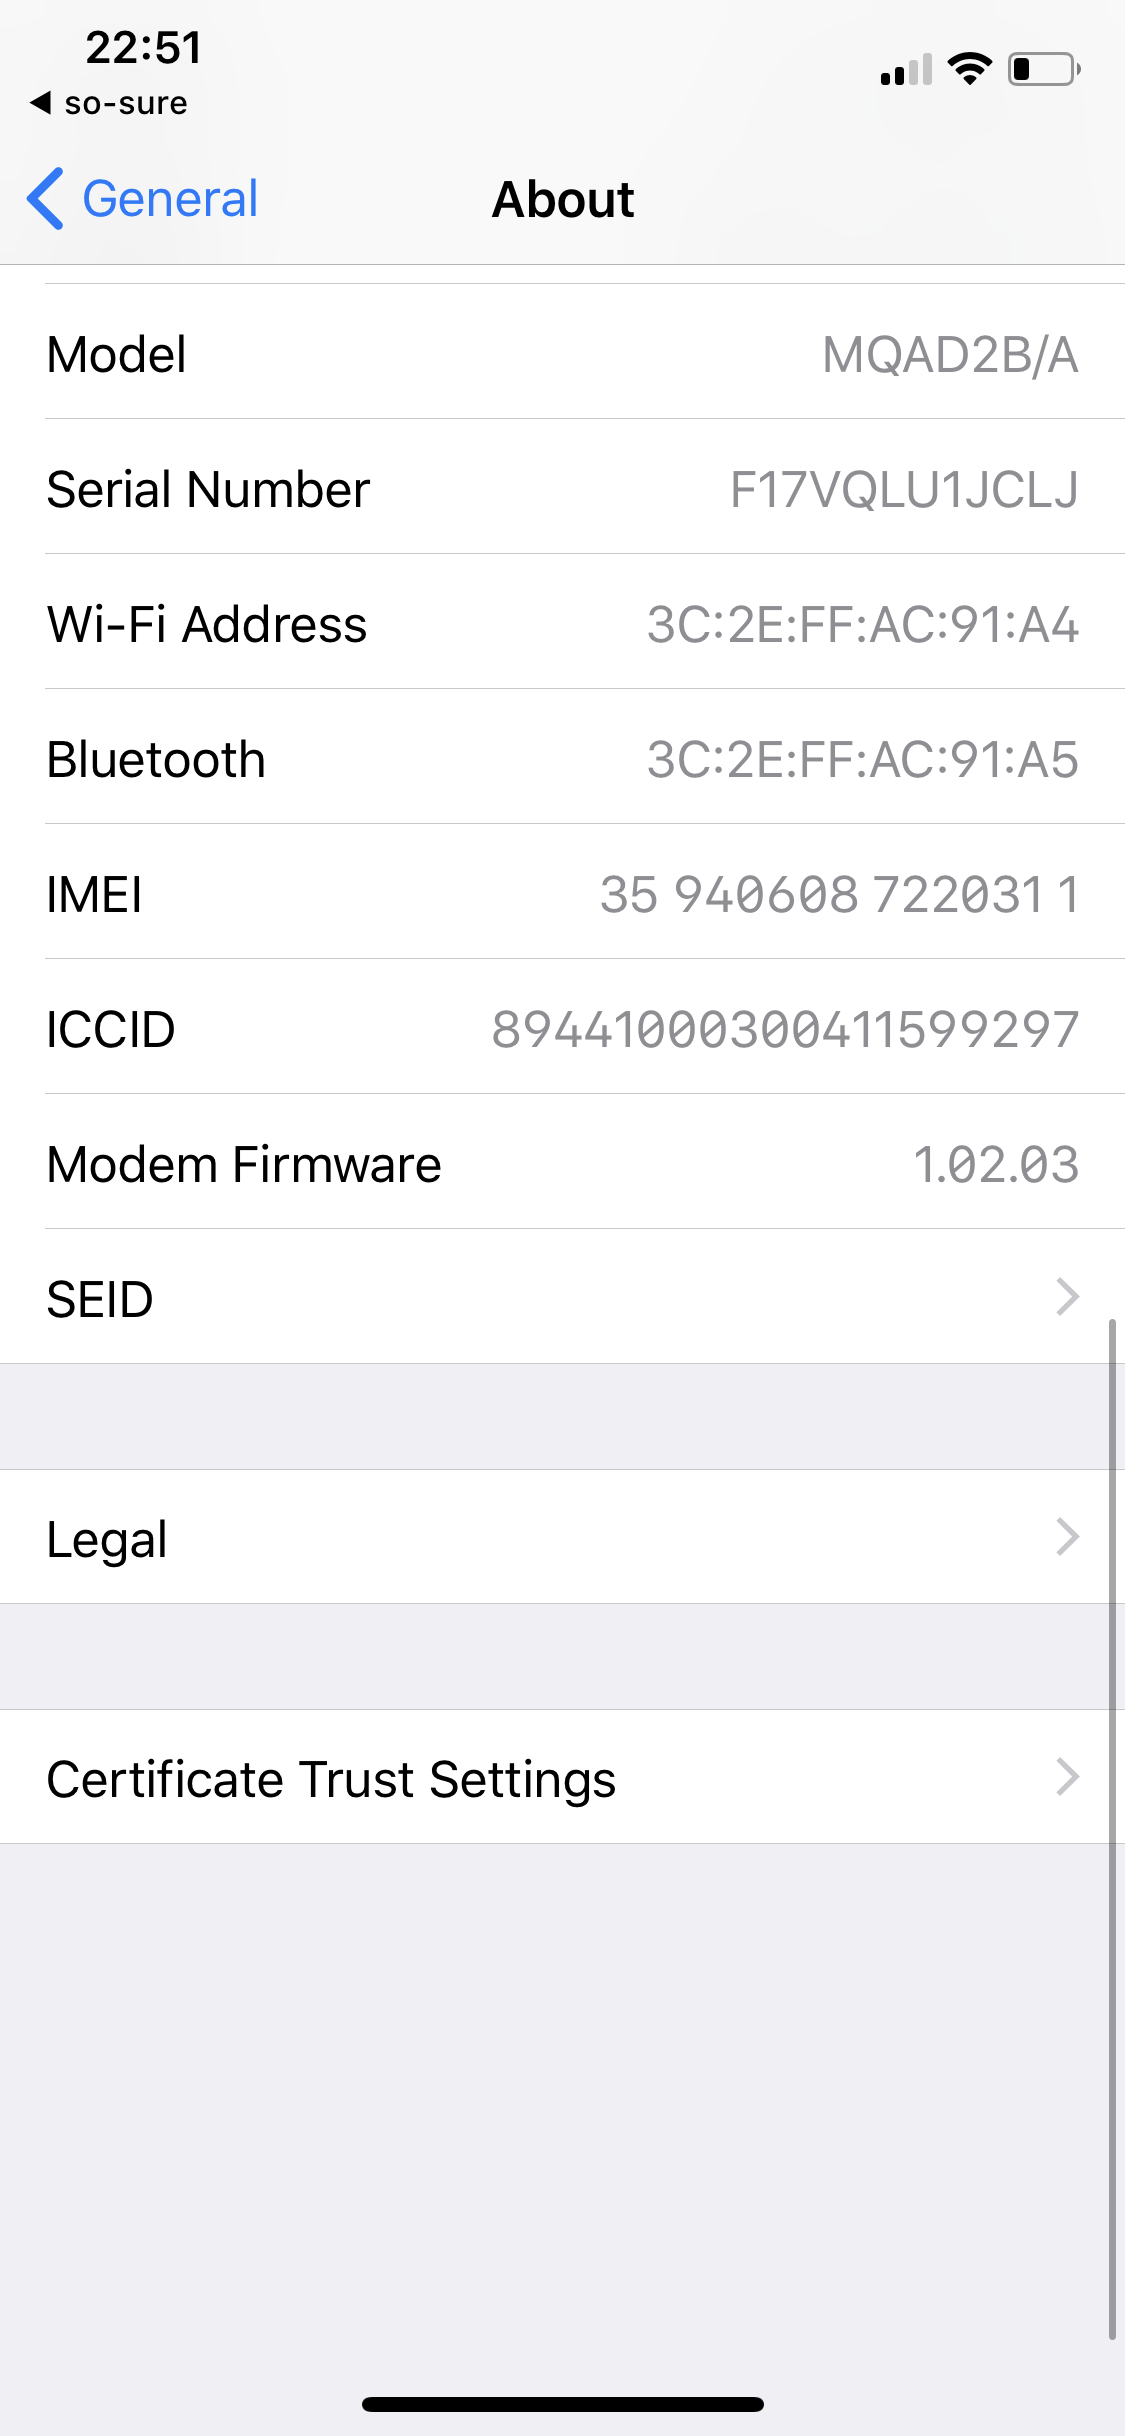 22:51
◀ so-sure
General
About
Model
MQAD2B/A
Serial Number
F17VQLU1JCLJ
Wi-Fi Address
3C:2E:FF:AC:91:A4
Bluetooth
3C:2E:FF:AC:91:A5
IMEI
35 940608 722031 1
ICCID
89441000300411599297
Modem Firmware
1.02.03
SEID
Legal
Certificate Trust Settings